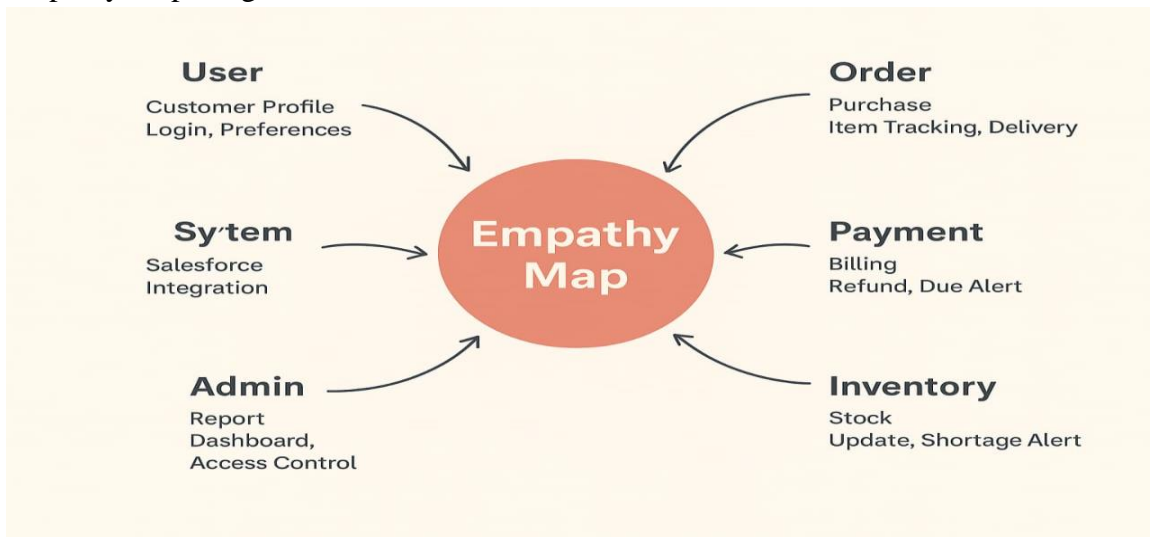 User
Customer Profile
Login, Preferences
Sy'tem
Salesforce
Integration
Admin
Report
Dashboard,
Access Control
Empathy
Map
Order
Purchase
Item Tracking, Delivery
Payment
Billing
Refund, Due Alert
Inventory
Stock
Update, Shortage Alert